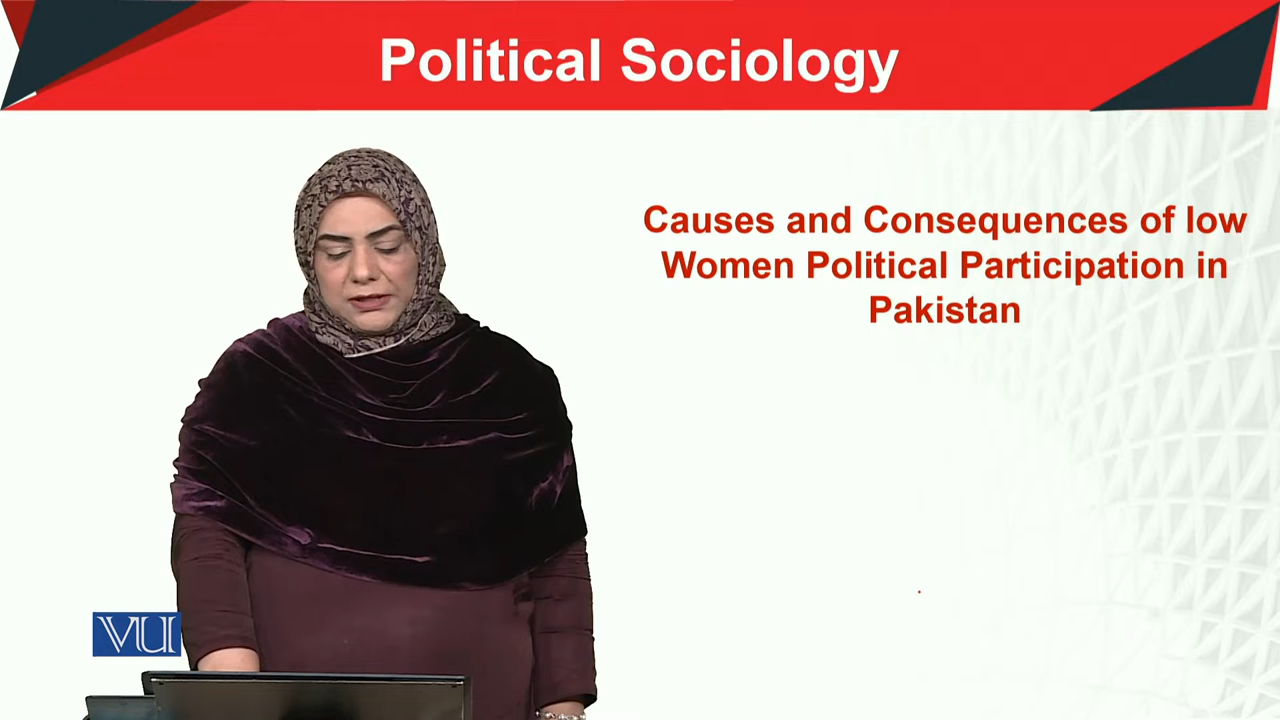 Political Sociology
Causes and Consequences of low
Women Political Participation in
Pakistan
VU